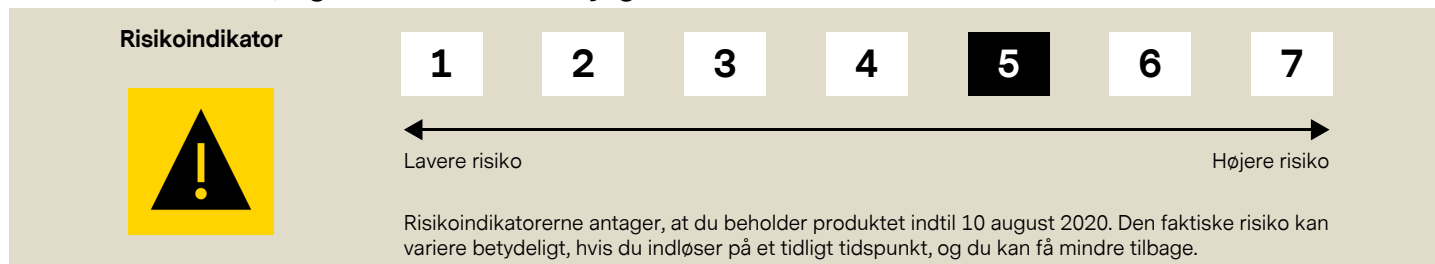 Risikoindikator
1 2 3 4 5 6 7
Lavere risiko Højere risiko
Risikoindikatorerne antager, at du beholder produktet indtil 10 august 2020. Den faktiske risiko kan
variere betydeligt, hvis du indløser på et tidligt tidspunkt, og du kan få mindre tilbage.